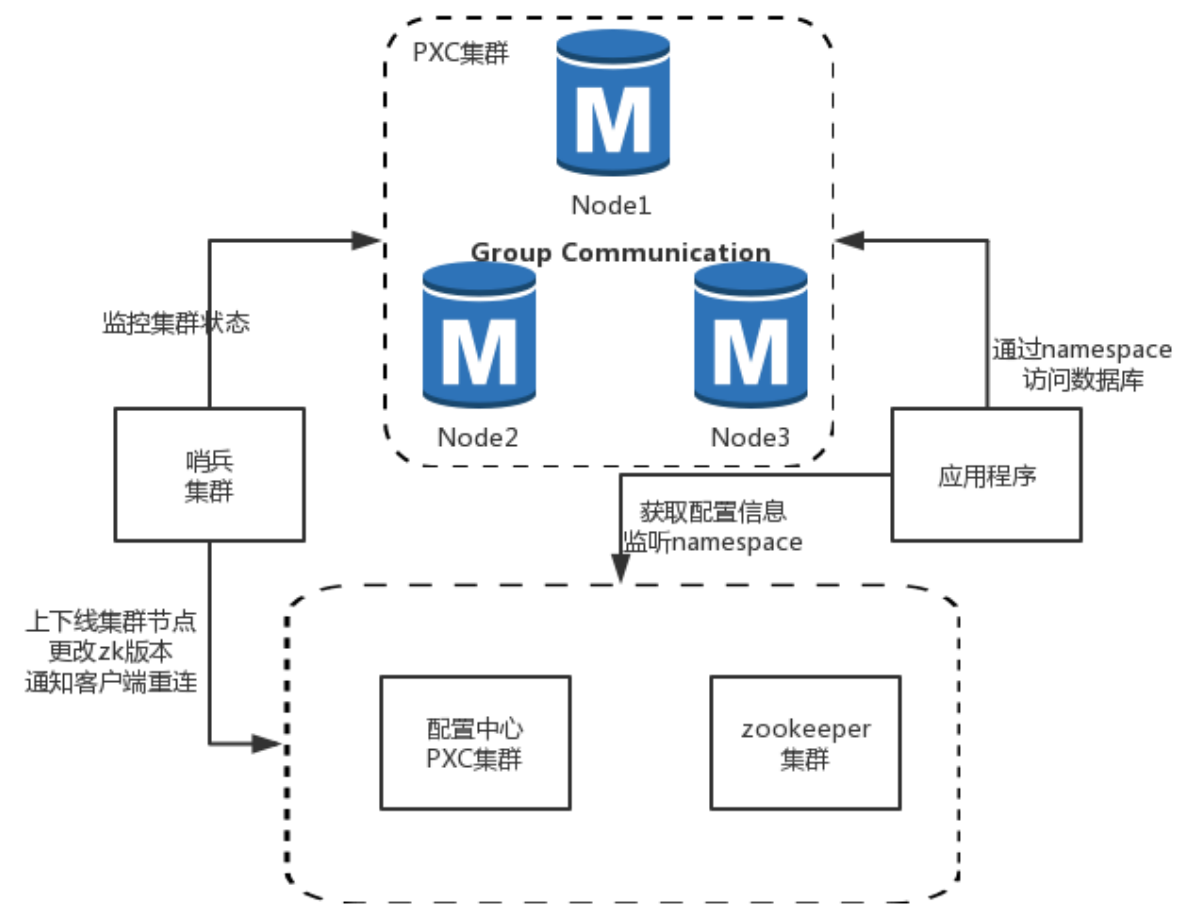 PXC集群
M
Node1
Group Communication
M
M
Node2
Node3
监控集群状态
通过namespace
访问数据库
哨兵
集群
应用程序
获取配置信息
监听namespace
上下线集群节点
更改zk版本
通知客户端重连
配置中心
PXC集群
zookeeper
集群